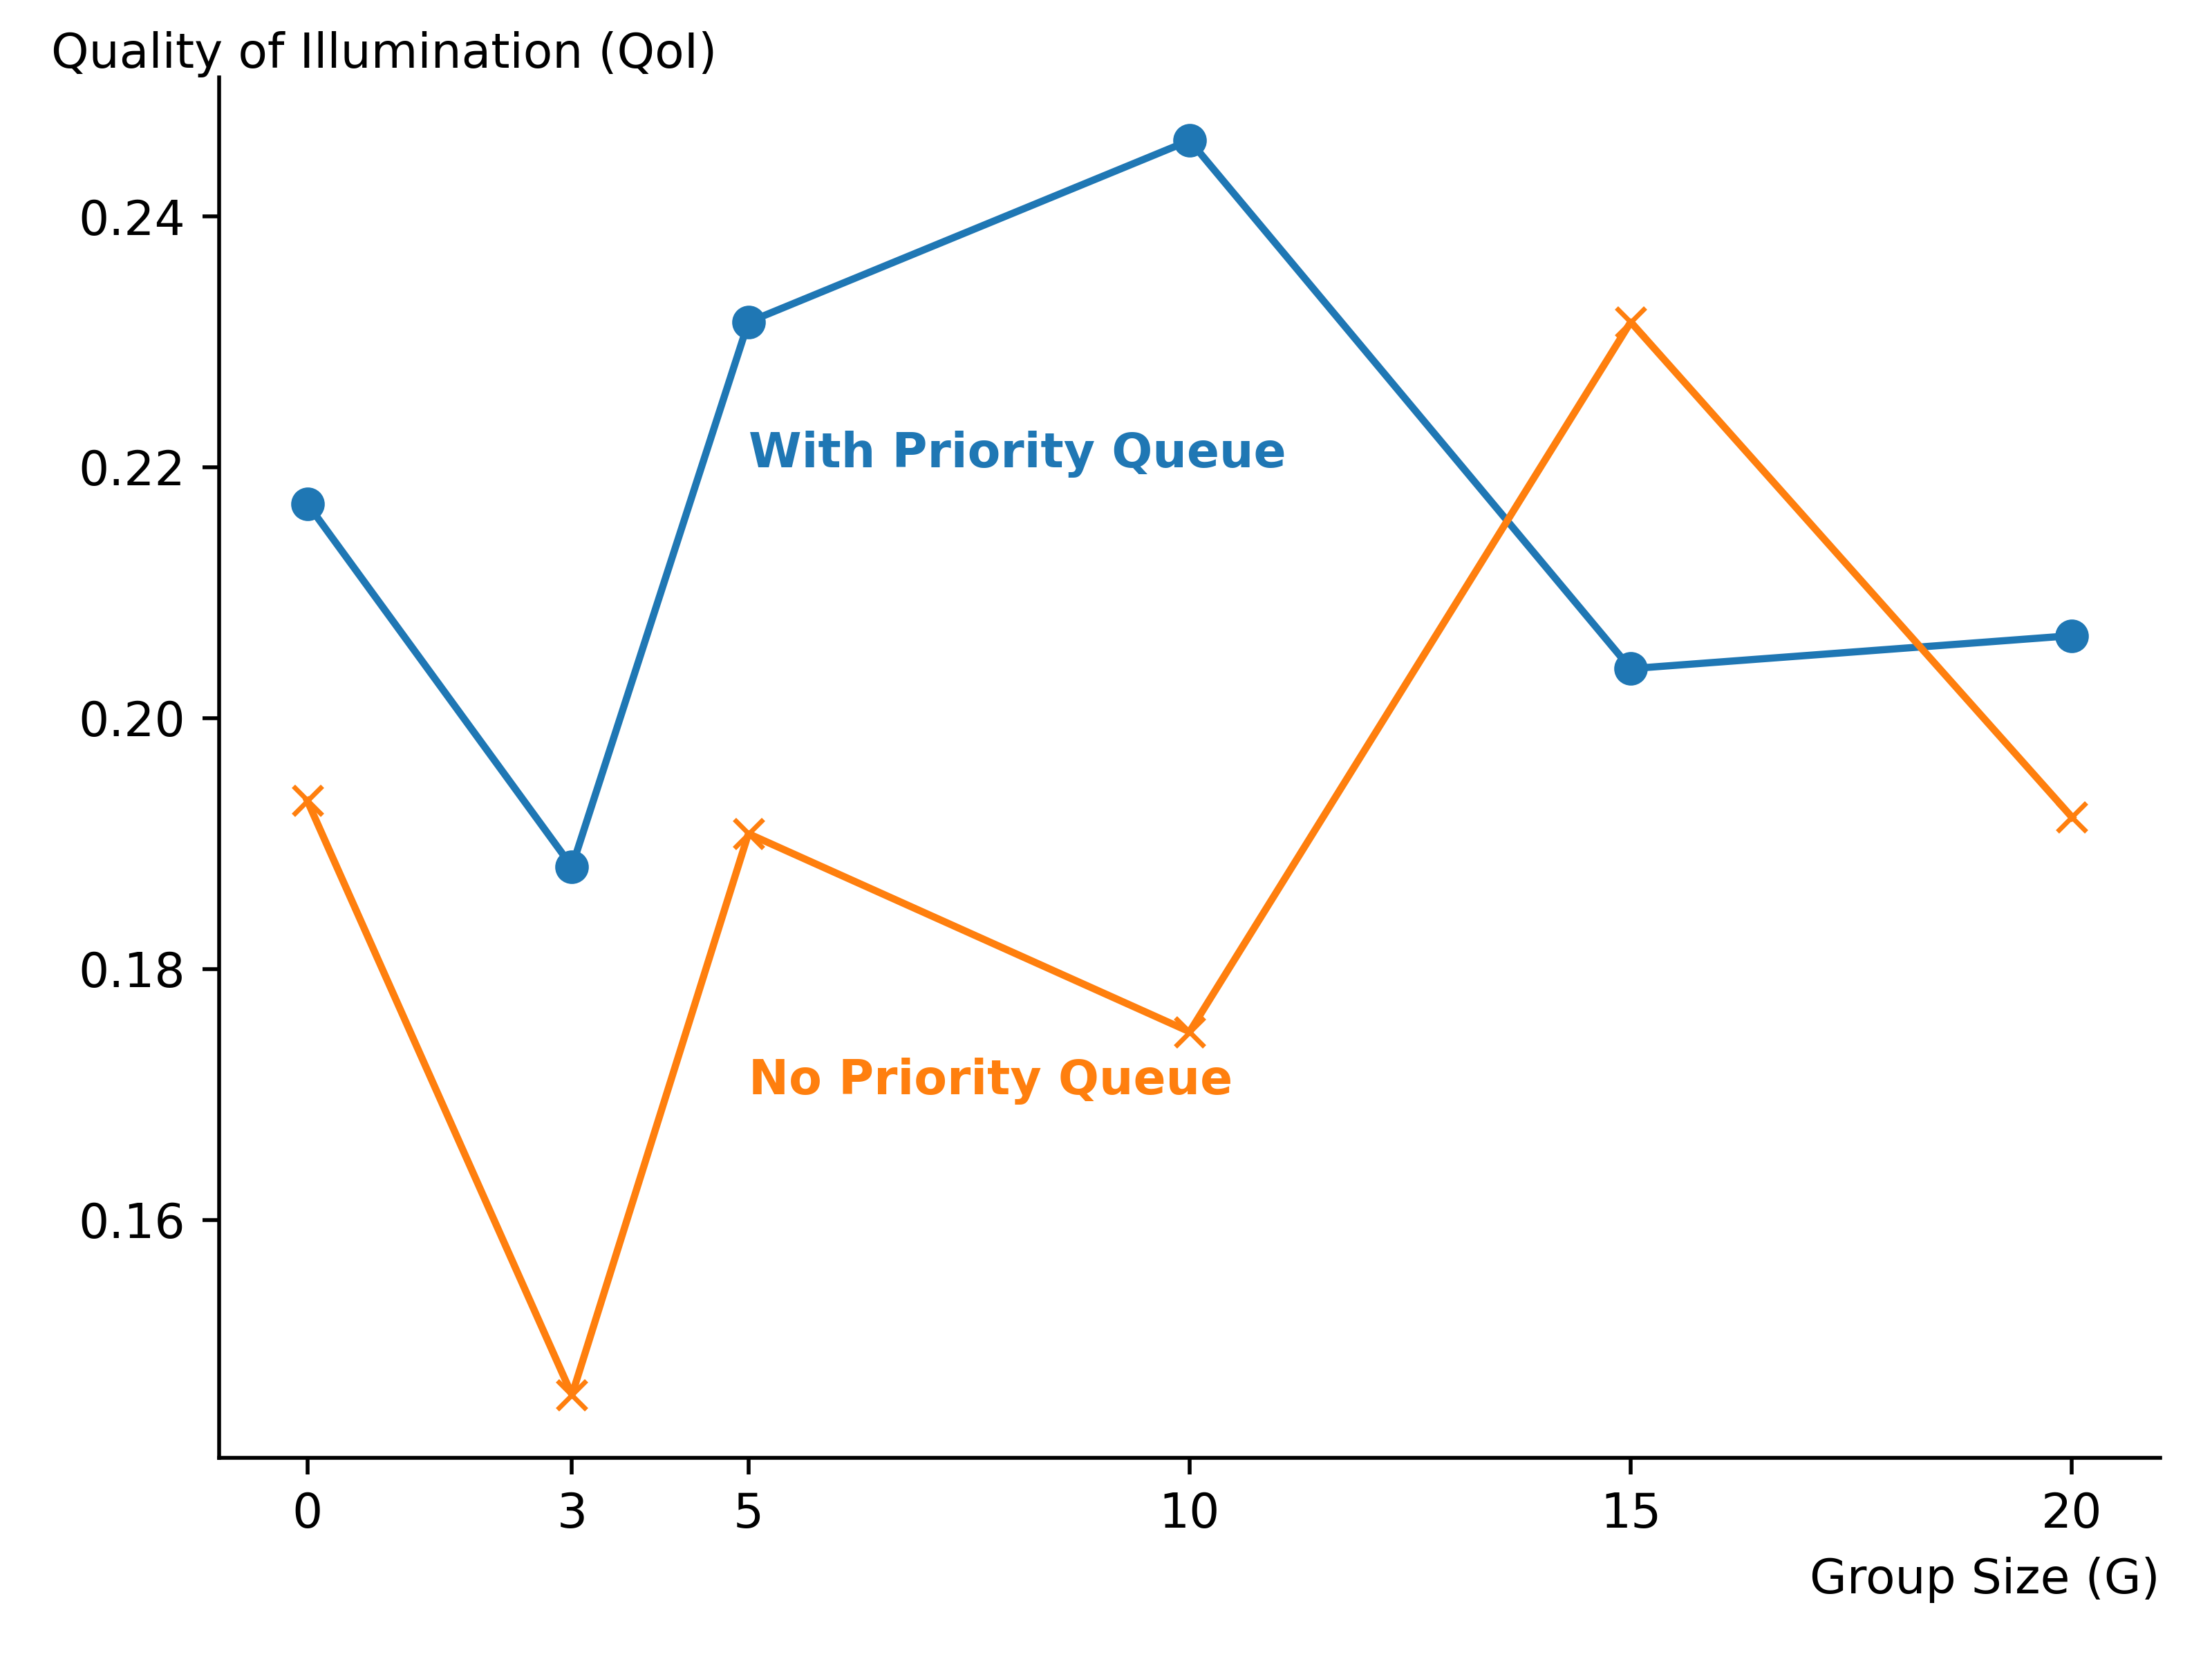 Quality of Illumination (QoI)
0.24
With Priority Queue
0.22
0.20
0.18
No Priority Queue
0.16
0 3 5 10 15 20
Group Size (G)